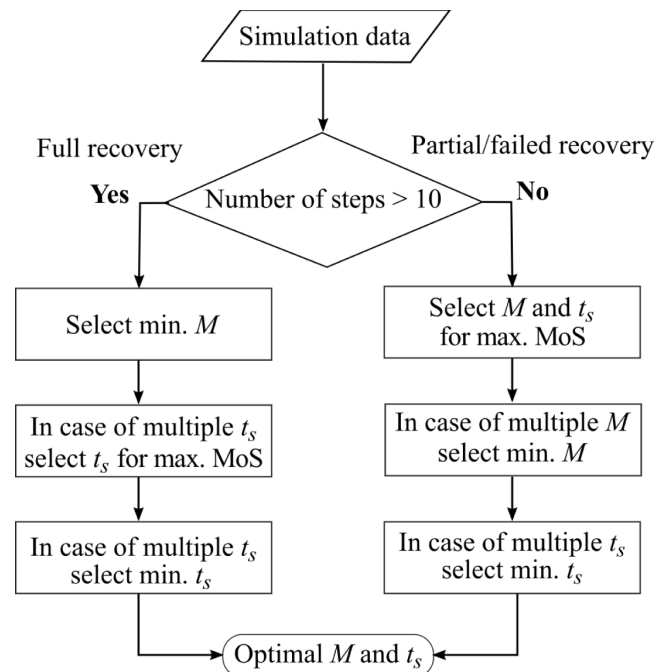 Simulation data
Full recovery
Partial/failed recovery
Yes
Number of steps > 10
No
Select min. M
Select M and tₛ
for max. MoS
In case of multiple tₛ
select tₛ for max. MoS
In case of multiple M
select min. M
In case of multiple tₛ
select min. tₛ
In case of multiple tₛ
select min. tₛ
Optimal M and tₛ